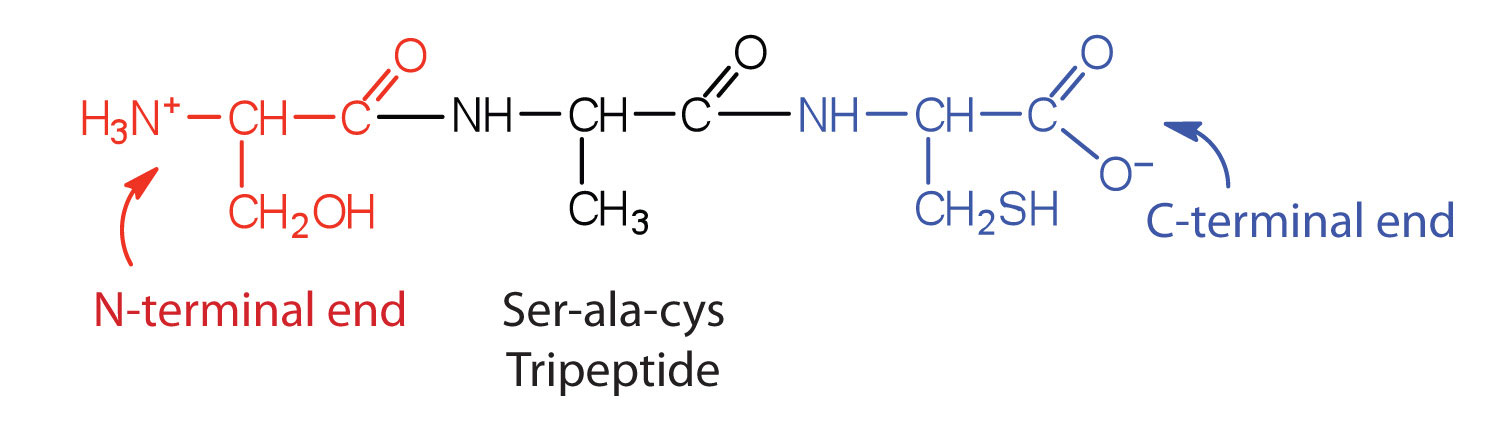 O O O
H₃N⁺ CH C NH CH C NH CH C
O⁻
CH₂OH CH₃ CH₂SH
C-terminal end
N-terminal end
Ser-ala-cys
Tripeptide